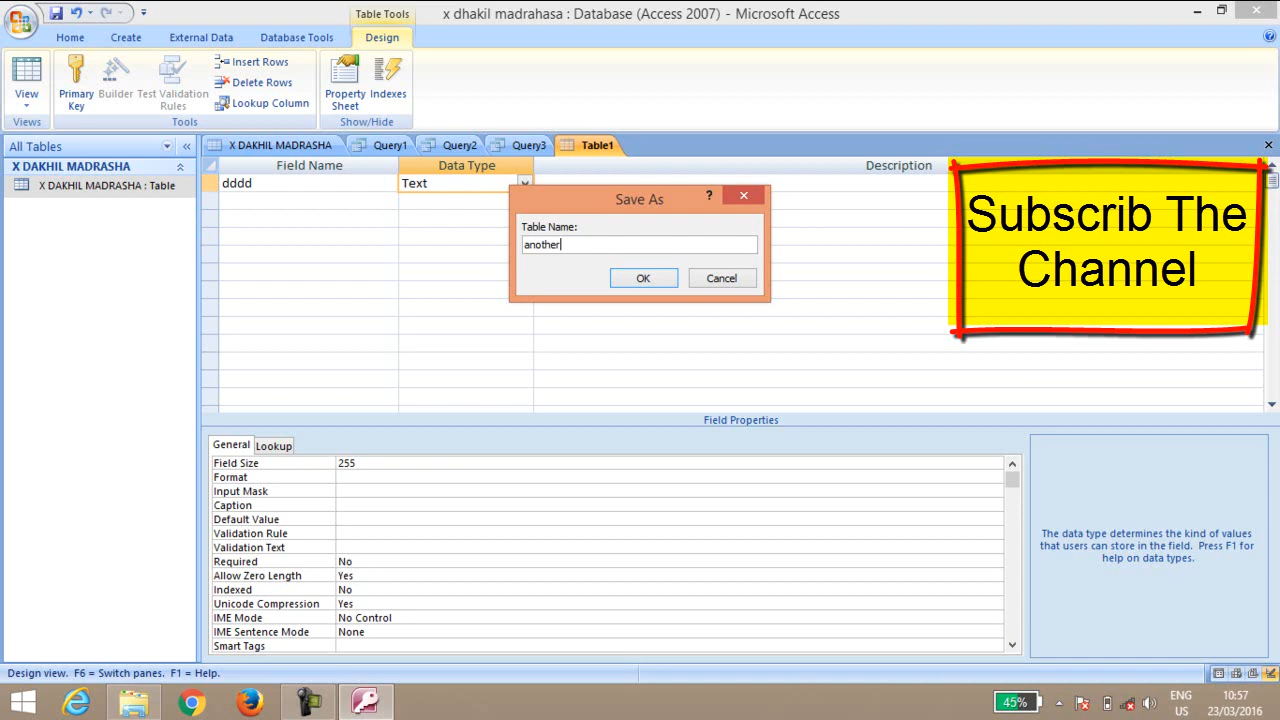 Table Tools
x dhakil madrahasa : Database (Access 2007) - Microsoft Access
Home
Create
External Data
Database Tools
Design
View
Primary
Key
Builder
Test Validation
Rules
Insert Rows
Delete Rows
Lookup Column
Property
Sheet
Indexes
Views
Tools
Show/Hide
All Tables
X DAKHIL MADRASHA
Query1
Query2
Query3
Table1
X DAKHIL MADRASHA
X DAKHIL MADRASHA : Table
Field Name
Data Type
Description
dddd
Text
Save As
?
Table Name:
another
OK
Cancel
Subscrib The
Channel
Field Properties
General
Lookup
Field Size
255
Format
Input Mask
Caption
Default Value
Validation Rule
Validation Text
Required
No
Allow Zero Length
Yes
Indexed
No
Unicode Compression
Yes
IME Mode
No Control
IME Sentence Mode
None
Smart Tags
The data type determines the kind of values
that users can store in the field. Press F1 for
help on data types.
Design view. F6 = Switch panes. F1 = Help.
45%
ENG
US
10:57
23/03/2016